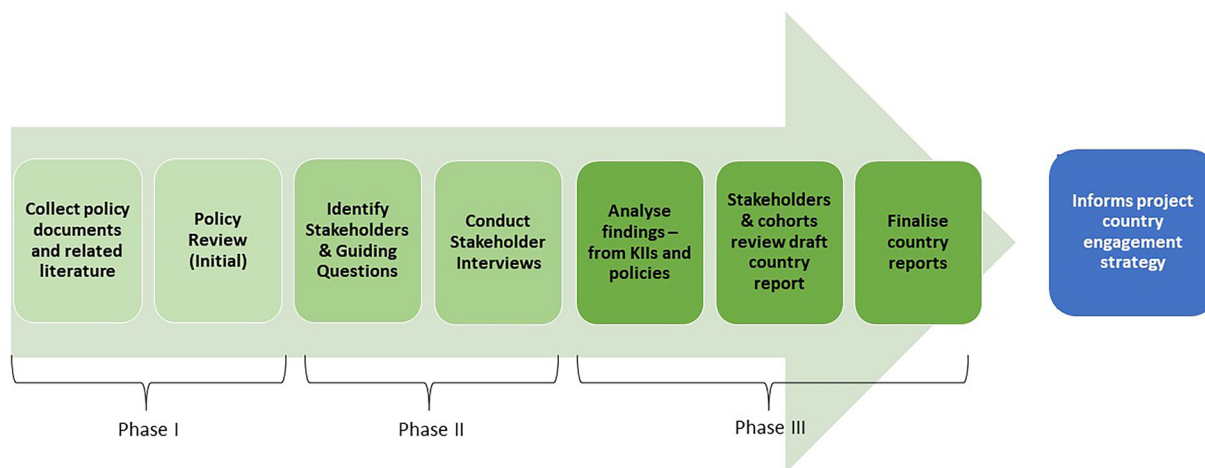 Collect policy
documents
and related
literature
Policy
Review
(Initial)
Identify
Stakeholders
& Guiding
Questions
Conduct
Stakeholder
Interviews
Analyse
findings –
from KIIs and
policies
Stakeholders
& cohorts
review draft
country
report
Finalise
country
reports
Informs project
country
engagement
strategy
Phase I
Phase II
Phase III